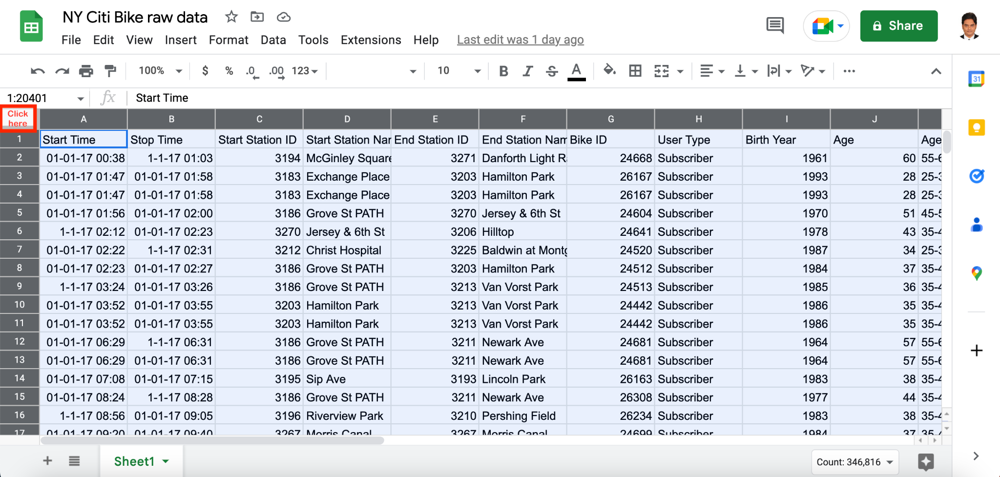 NY Citi Bike raw data
File Edit View Insert Format Data Tools Extensions Help Last edit was 1 day ago
Share
100% $ % .0 .00 123 10 B I S A
31
1:20401 fx Start Time
Click
here
A B C D E F G H I J
1 Start Time Stop Time Start Station ID Start Station Nar End Station ID End Station Nam Bike ID User Type Birth Year Age Age
2 01-01-17 00:38 1-1-17 01:03 3194 McGinley Square 3271 Danforth Light R 24668 Subscriber 1961 60 55-6
3 01-01-17 01:47 01-01-17 01:58 3183 Exchange Place 3203 Hamilton Park 26167 Subscriber 1993 28 25-3
4 01-01-17 01:47 01-01-17 01:58 3183 Exchange Place 3203 Hamilton Park 26167 Subscriber 1993 28 25-3
5 01-01-17 01:56 01-01-17 02:00 3186 Grove St PATH 3270 Jersey & 6th St 24604 Subscriber 1970 51 45-5
6 1-1-17 02:12 01-01-17 02:23 3270 Jersey & 6th St 3206 Hilltop 24641 Subscriber 1978 43 35-4
7 01-01-17 02:22 1-1-17 02:31 3212 Christ Hospital 3225 Baldwin at Montg 24520 Subscriber 1987 34 25-3
8 01-01-17 02:23 01-01-17 02:27 3186 Grove St PATH 3203 Hamilton Park 24512 Subscriber 1984 37 35-4
9 1-1-17 03:24 01-01-17 03:26 3186 Grove St PATH 3213 Van Vorst Park 24513 Subscriber 1985 36 35-4
10 01-01-17 03:52 01-01-17 03:55 3203 Hamilton Park 3213 Van Vorst Park 24442 Subscriber 1986 35 35-4
11 01-01-17 03:52 01-01-17 03:55 3203 Hamilton Park 3213 Van Vorst Park 24442 Subscriber 1986 35 35-4
12 01-01-17 06:29 1-1-17 06:31 3186 Grove St PATH 3211 Newark Ave 24681 Subscriber 1964 57 55-6
13 01-01-17 06:29 01-01-17 06:31 3186 Grove St PATH 3211 Newark Ave 24681 Subscriber 1964 57 55-6
14 01-01-17 07:08 01-01-17 07:15 3195 Sip Ave 3193 Lincoln Park 26163 Subscriber 1983 38 35-4
15 01-01-17 08:24 1-1-17 08:28 3186 Grove St PATH 3211 Newark Ave 26308 Subscriber 1977 44 35-4
16 1-1-17 08:56 01-01-17 09:05 3196 Riverview Park 3210 Pershing Field 26234 Subscriber 1983 38 35-4
17 01-01-17 09:20 01-01-17 09:40 3267 Morris Canal 3267 Morris Canal 24699 Subscriber 1984 37 35-4
Sheet1
Count: 346,816